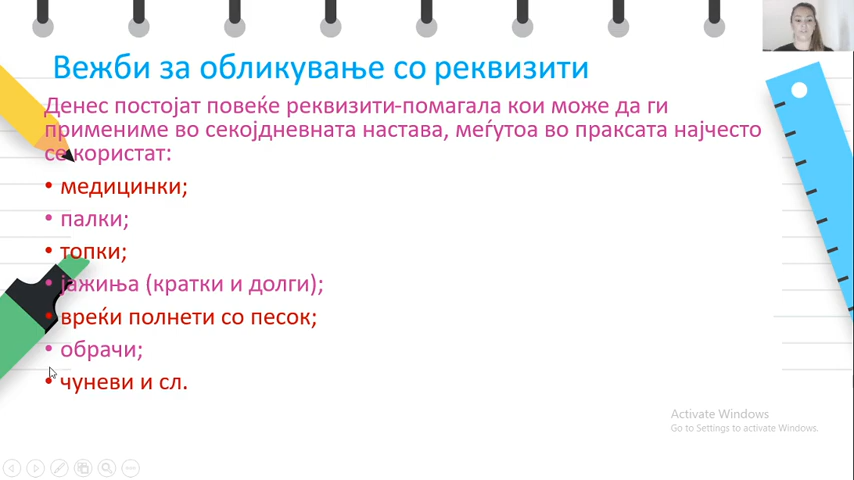 Вежби за обликување со реквизити
Денес постојат повеќе реквизити-помагала кои може да ги
примениме во секојдневната настава, меѓутоа во праксата најчесто
се користат:
• медицинки;
• палки;
• топки;
• јажиња (кратки и долги);
• вреќи полнети со песок;
• обрачи;
• чуневи и сл.
Activate Windows
Go to Settings to activate Windows.